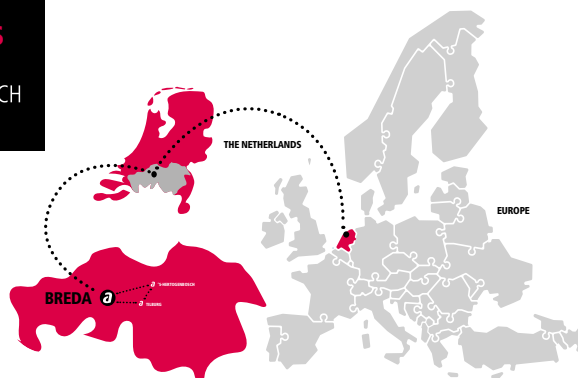 S
CH
THE NETHERLANDS
EUROPE
BREDA a
a 'S-HERTOGENBOSCH
a TILBURG